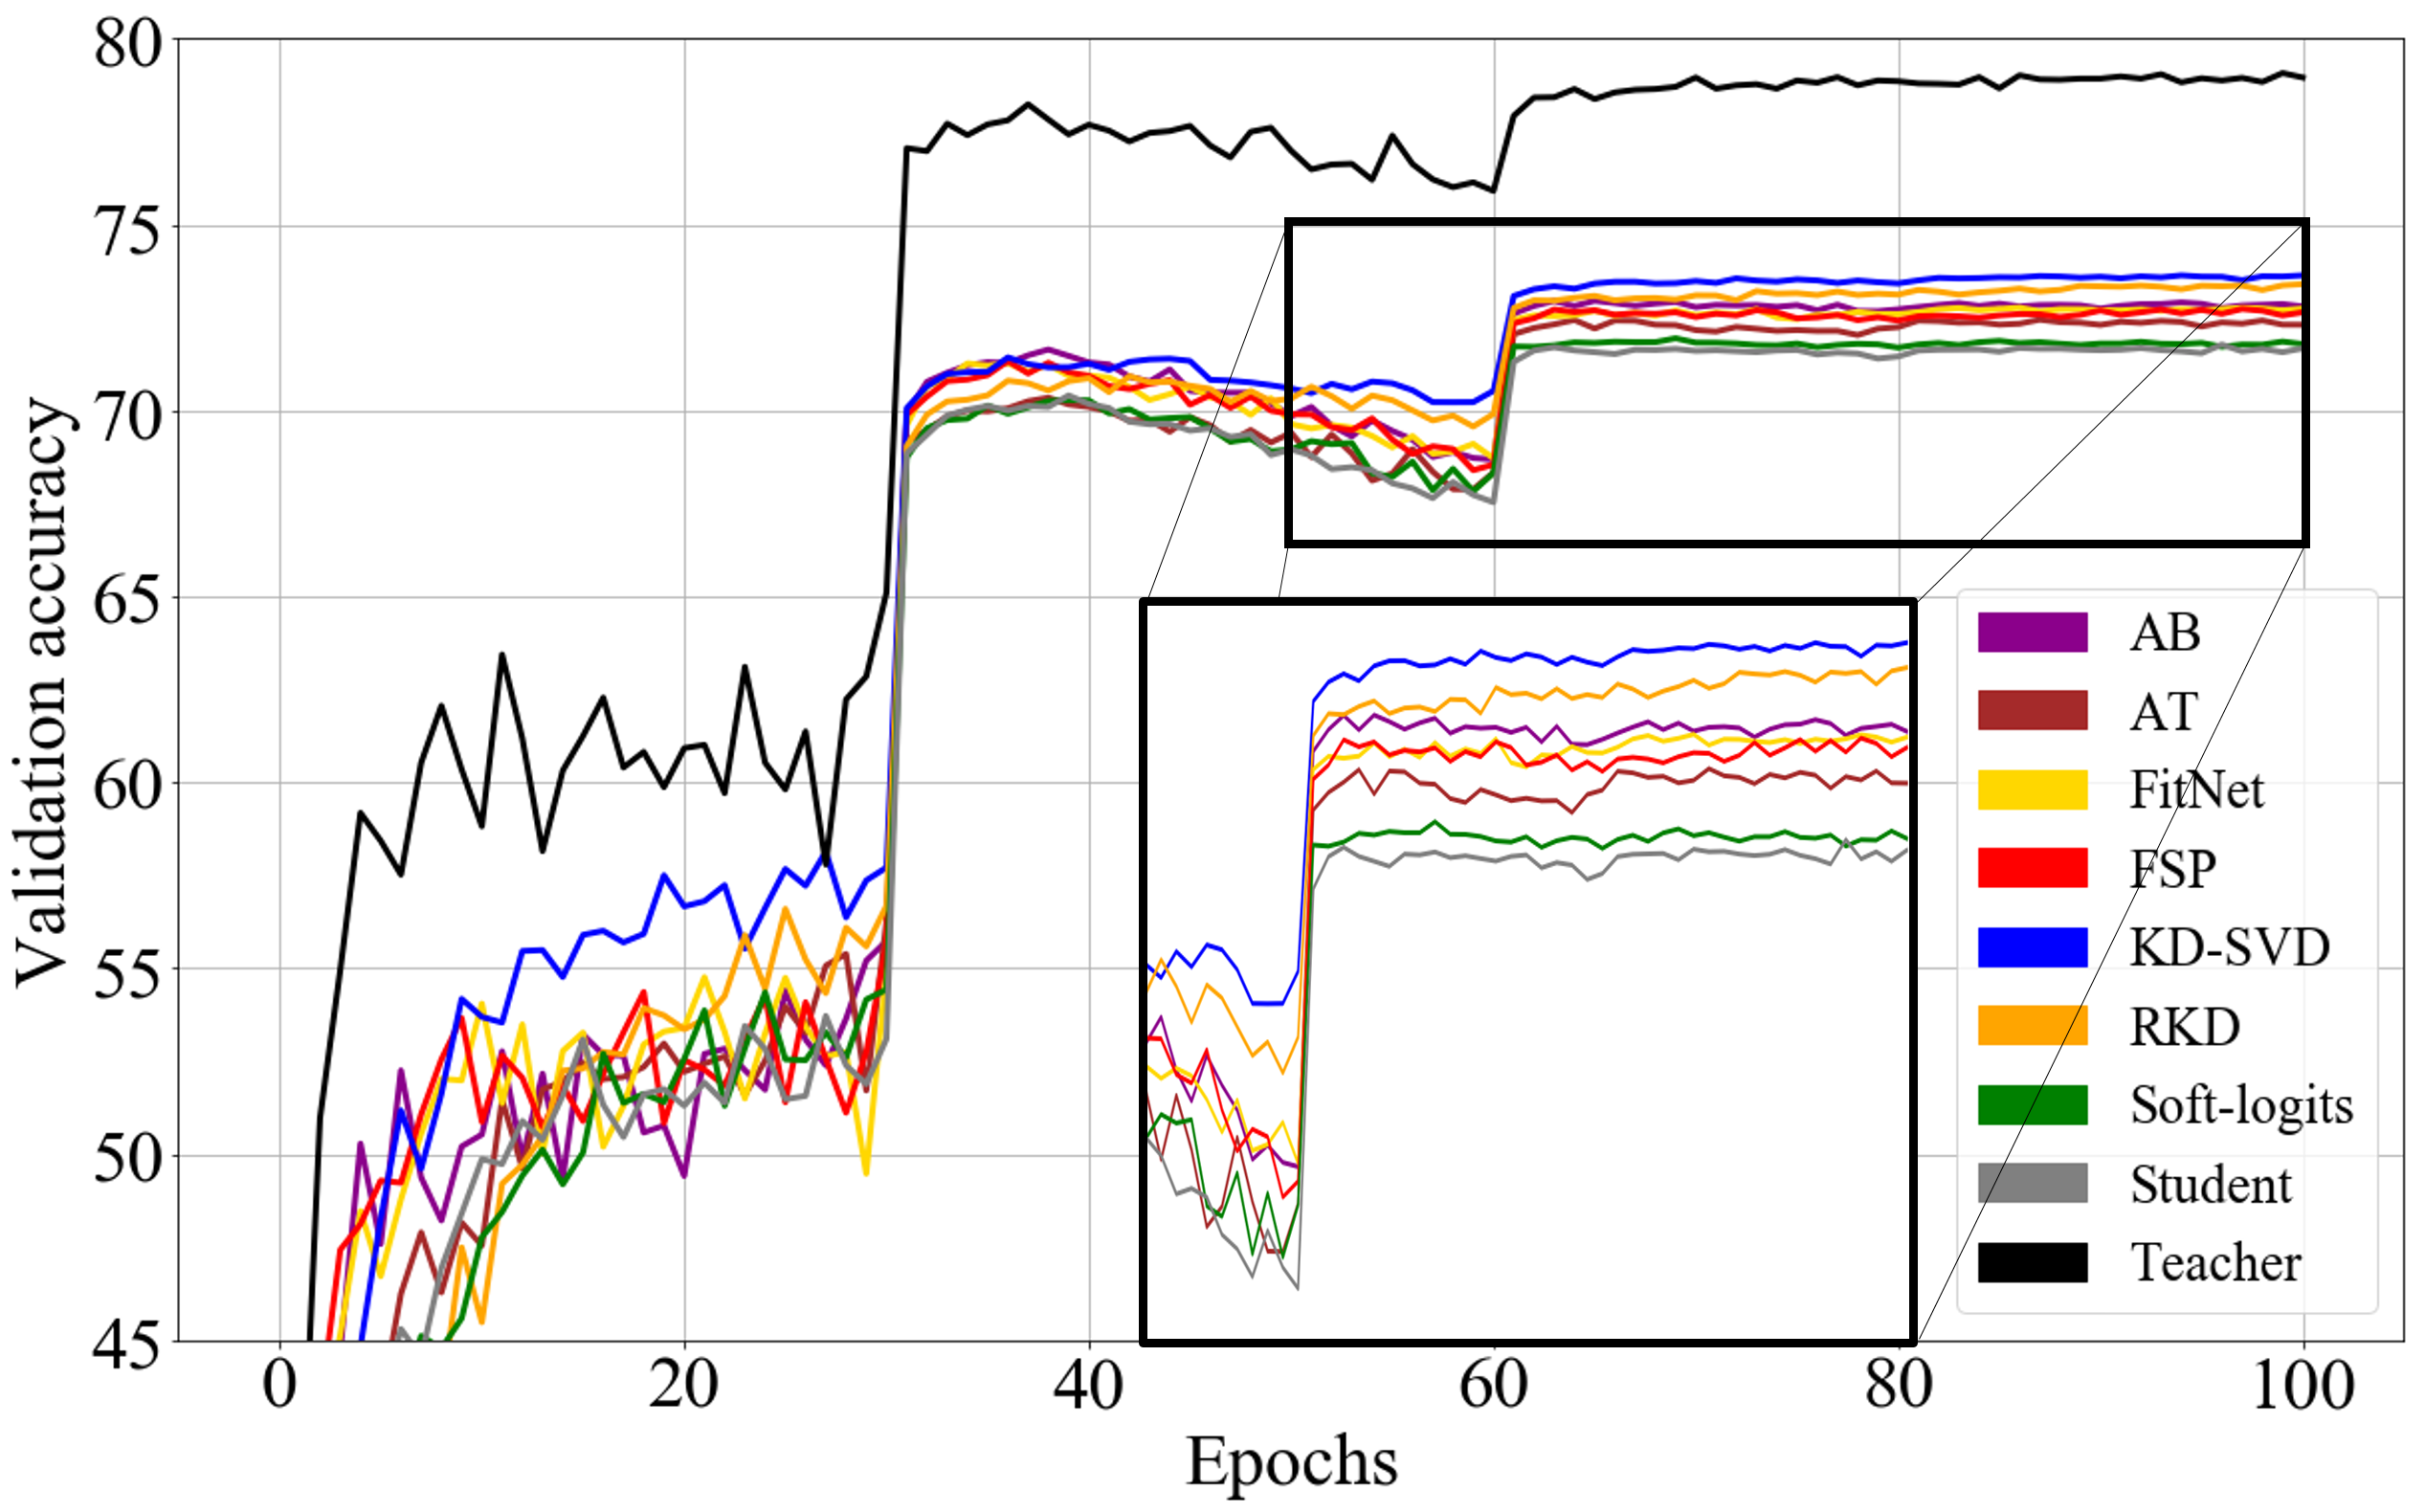 80
75
70
65
60
55
50
45
Validation accuracy
0 20 40 60 80 100
Epochs
AB
AT
FitNet
FSP
KD-SVD
RKD
Soft-logits
Student
Teacher